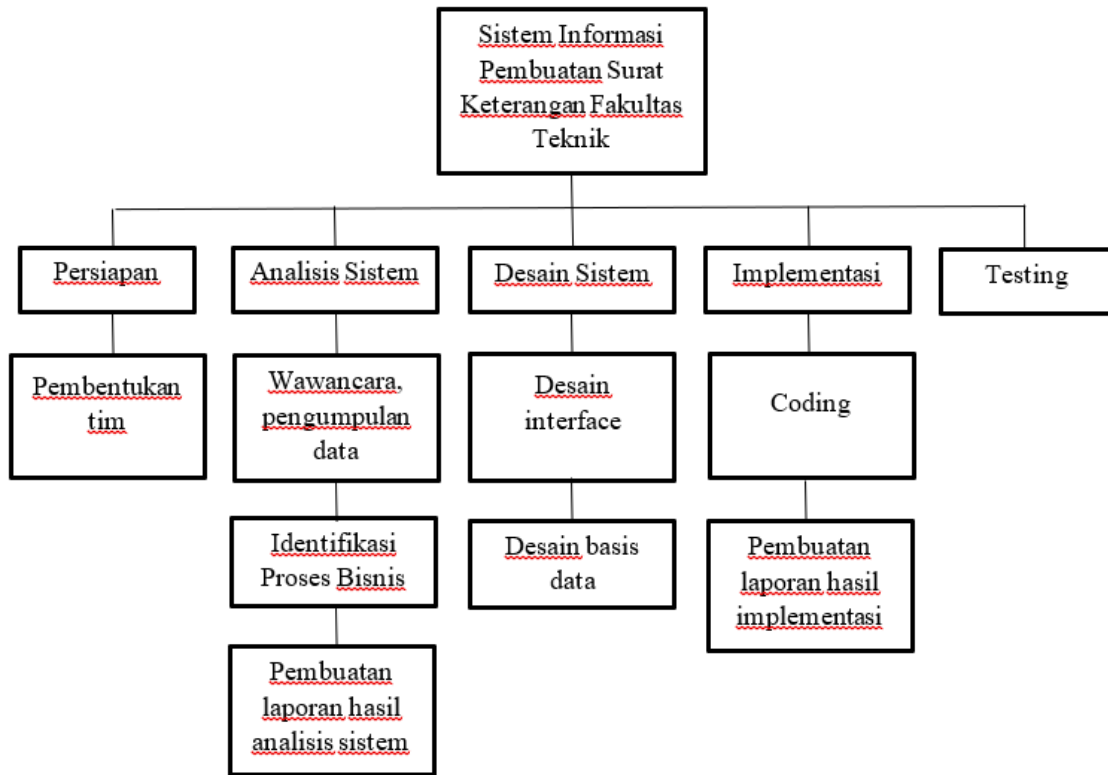 Sistem Informasi
Pembuatan Surat
Keterangan Fakultas
Teknik
Persiapan
Analisis Sistem
Desain Sistem
Implementasi
Testing
Pembentukan
tim
Wawancara,
pengumpulan
data
Desain
interface
Coding
Identifikasi
Proses Bisnis
Desain basis
data
Pembuatan
laporan hasil
implementasi
Pembuatan
laporan hasil
analisis sistem